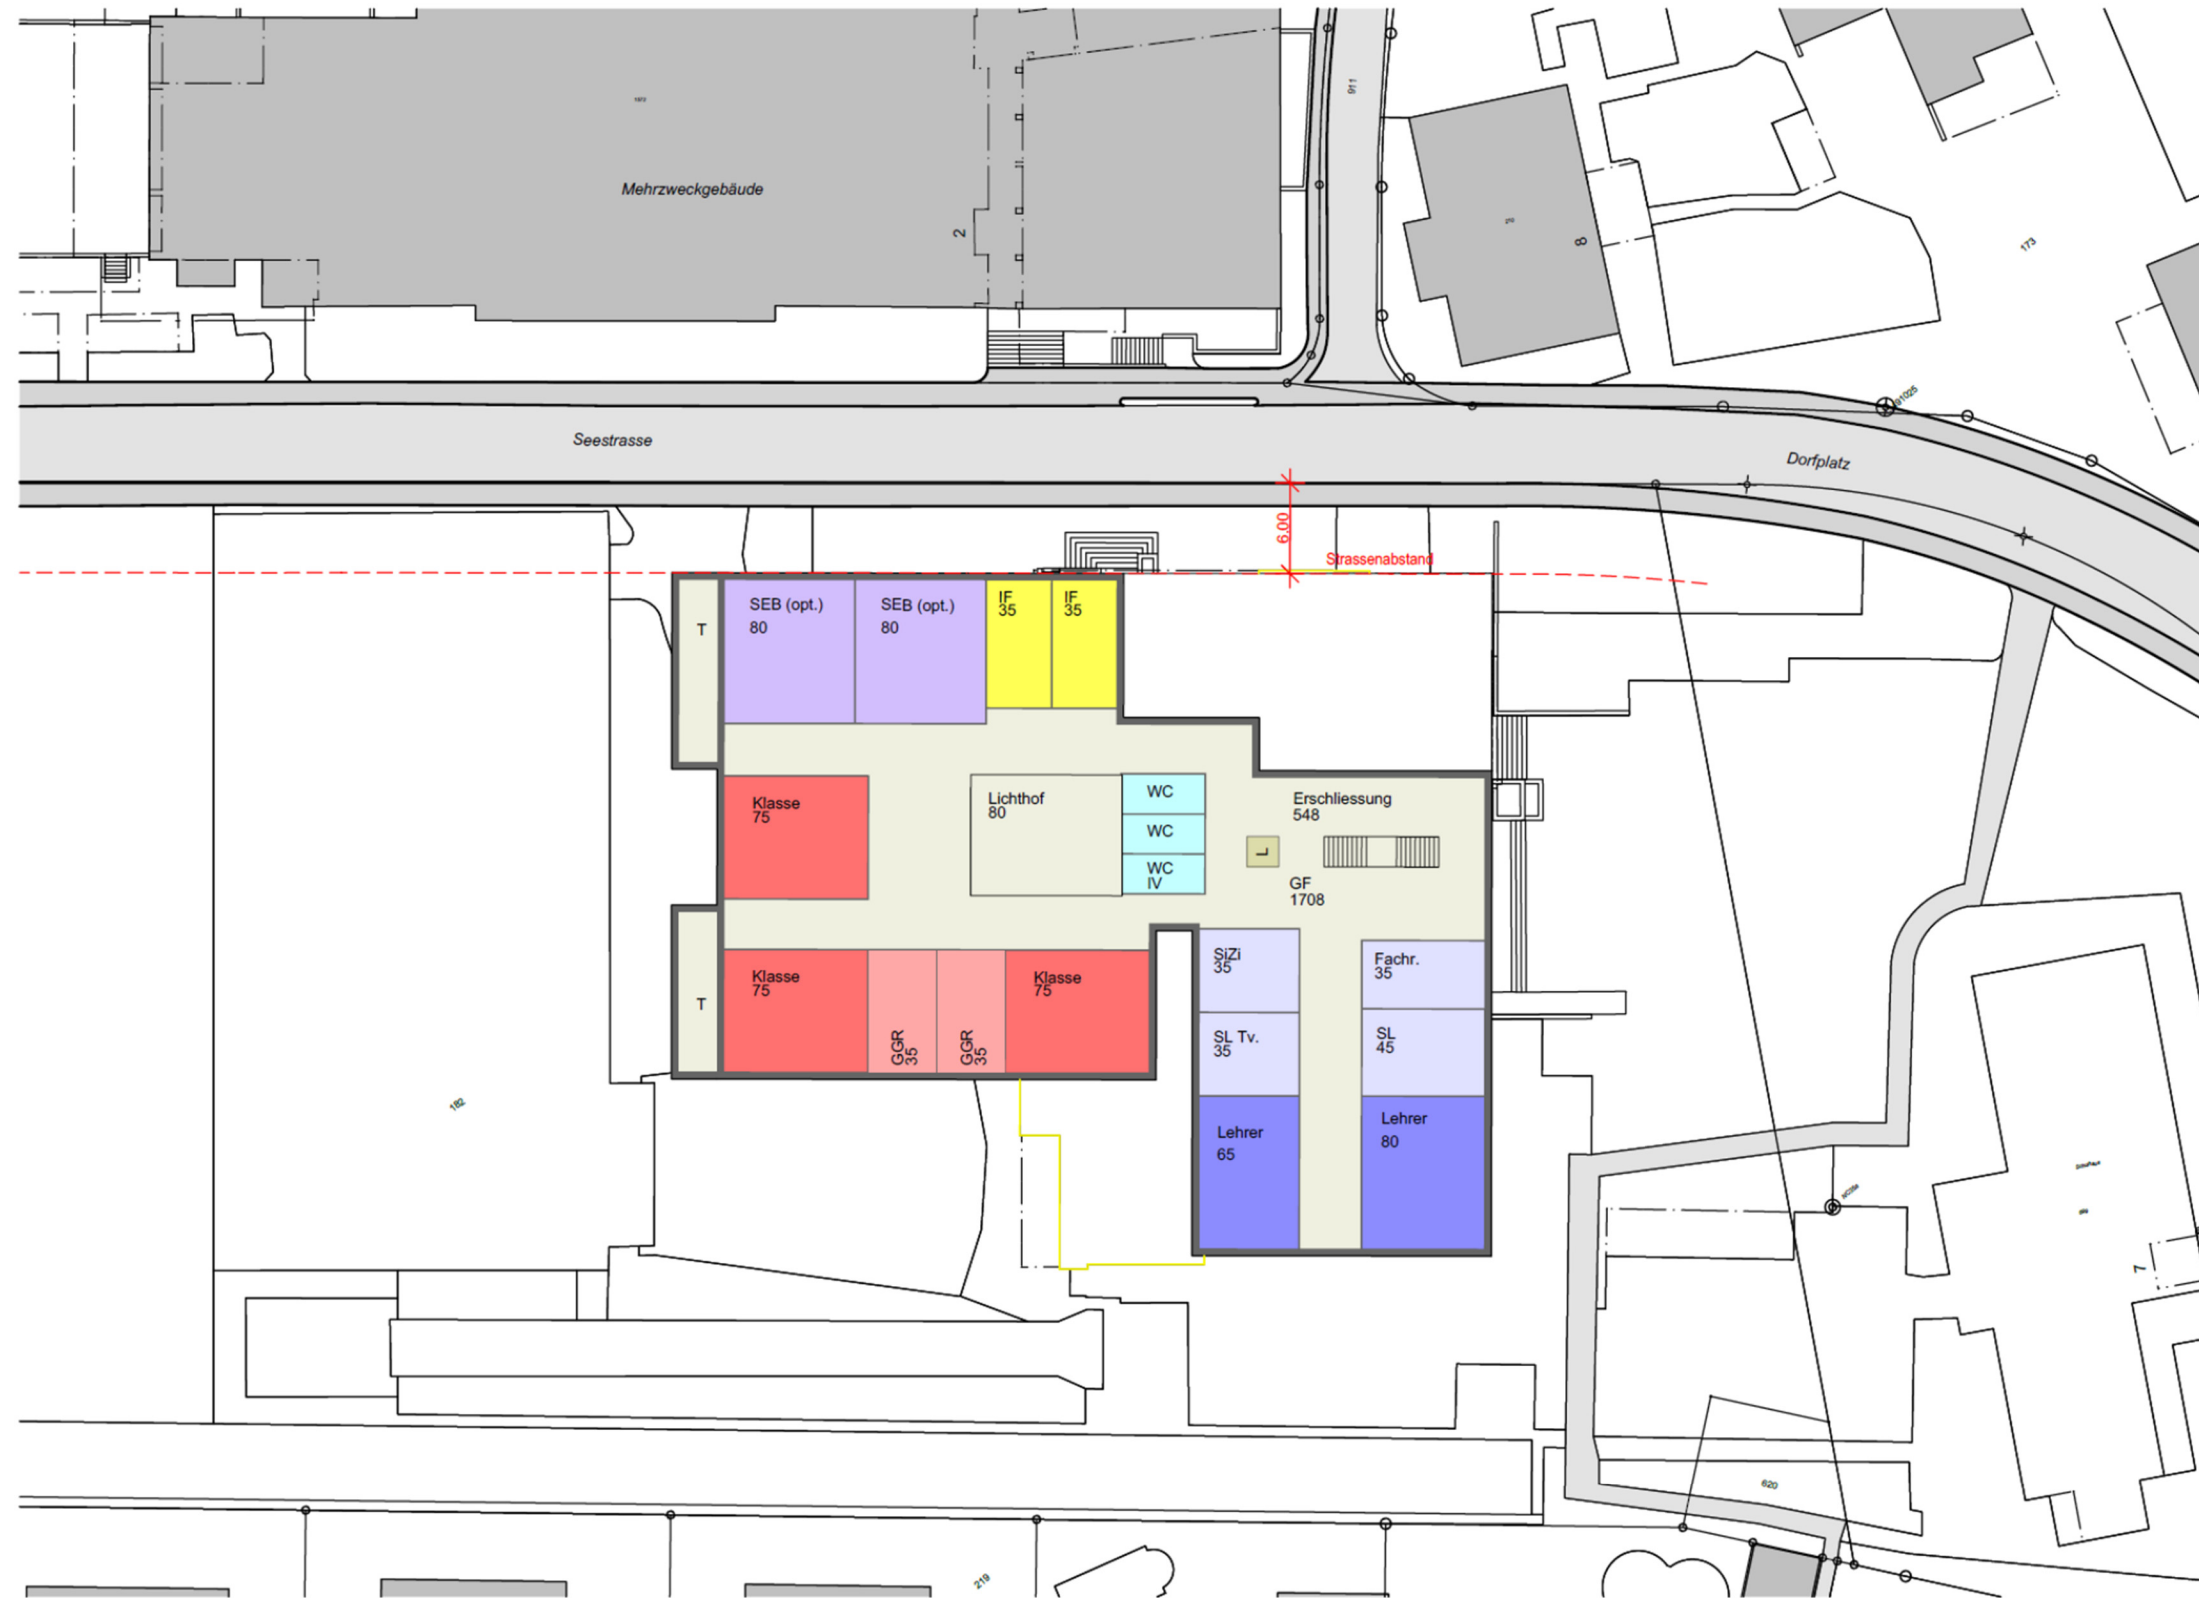 1972
911
Mehrzweckgebäude
2
8
270
173
91025
Seestrasse
Dorfplatz
6.00
Strassenabstand
T
SEB (opt.)
80
SEB (opt.)
80
IF
35
IF
35
Klasse
75
Lichthof
80
WC
WC
WC
IV
Erschliessung
548
L
GF
1708
T
Klasse
75
GGR
35
GGR
35
Klasse
75
SiZi
35
Fachr.
35
SL Tv.
35
SL
45
Lehrer
65
Lehrer
80
182
7
620
219